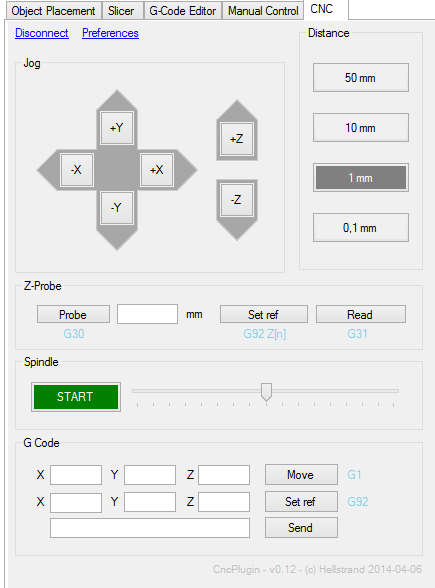 Object Placement Slicer G-Code Editor Manual Control CNC
Disconnect Preferences
Jog
+Y
-X +X
-Y
+Z
-Z
Distance
50 mm
10 mm
1 mm
0,1 mm
Z-Probe
Probe mm Set ref Read
G30 G92 Z[n] G31
Spindle
START
G Code
X Y Z Move G1
X Y Z Set ref G92
Send
CncPlugin - v0.12 - (c) Hellstrand 2014-04-06